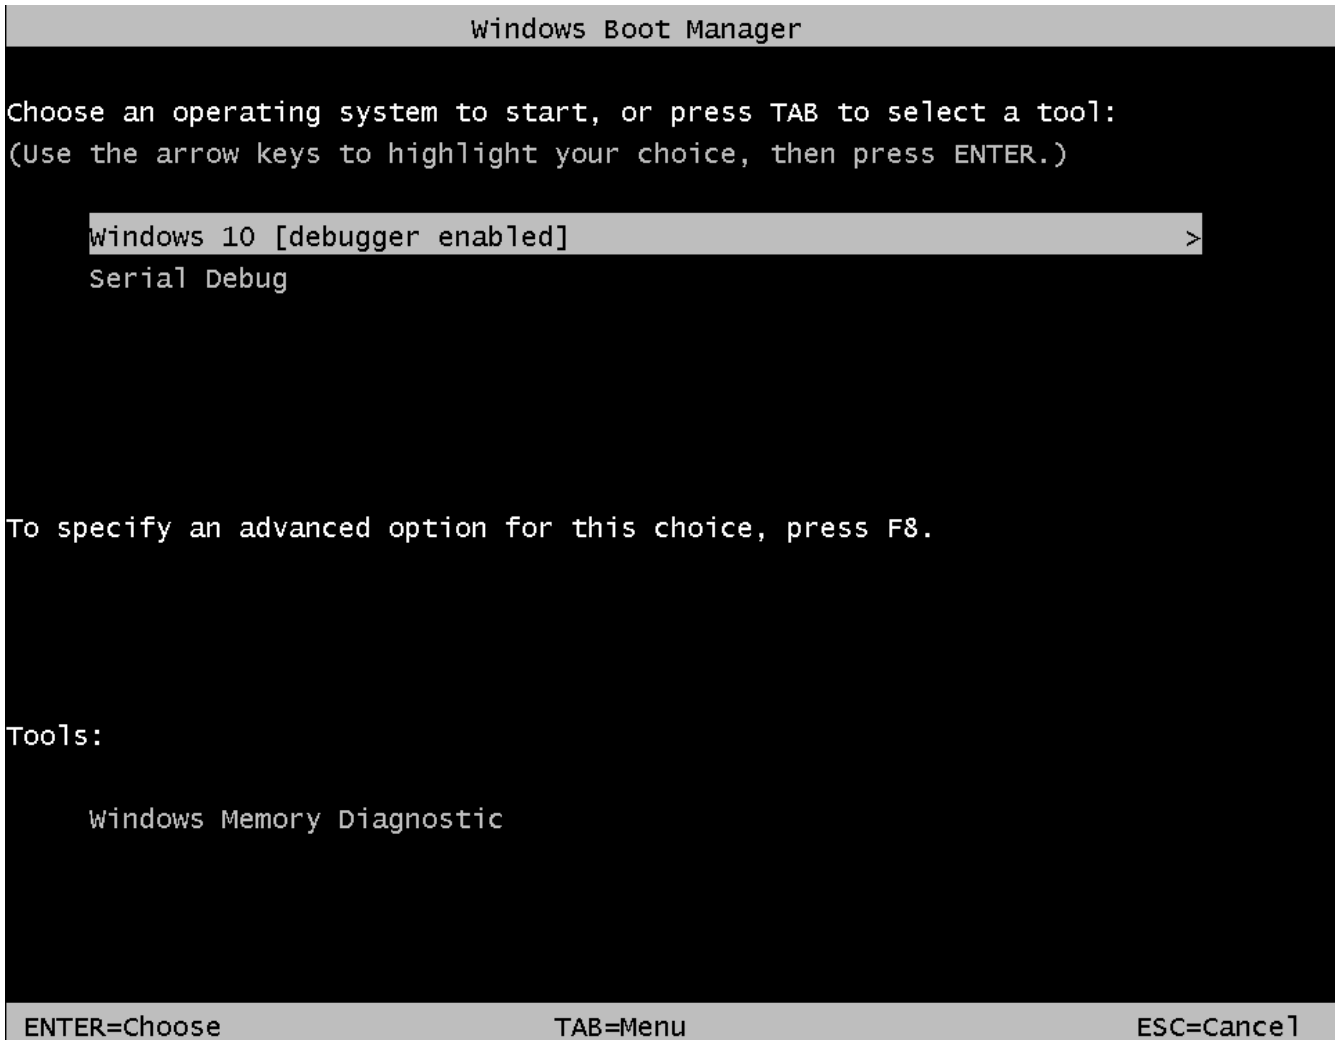 Windows Boot Manager
Choose an operating system to start, or press TAB to select a tool:
(Use the arrow keys to highlight your choice, then press ENTER.)
Windows 10 [debugger enabled] >
Serial Debug
To specify an advanced option for this choice, press F8.
Tools:
Windows Memory Diagnostic
ENTER=Choose TAB=Menu ESC=Cancel